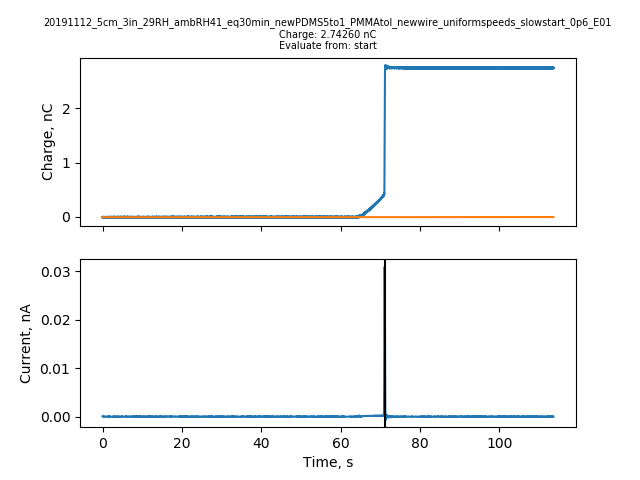 20191112_5cm_3in_29RH_ambRH41_eq30min_newPDMS5to1_PMMAtol_newwire_uniformspeeds_slowstart_0p6_E01
Charge: 2.74260 nC
Evaluate from: start
Charge, nC
2
1
0
Current, nA
0.03
0.02
0.01
0.00
0 20 40 60 80 100
Time, s